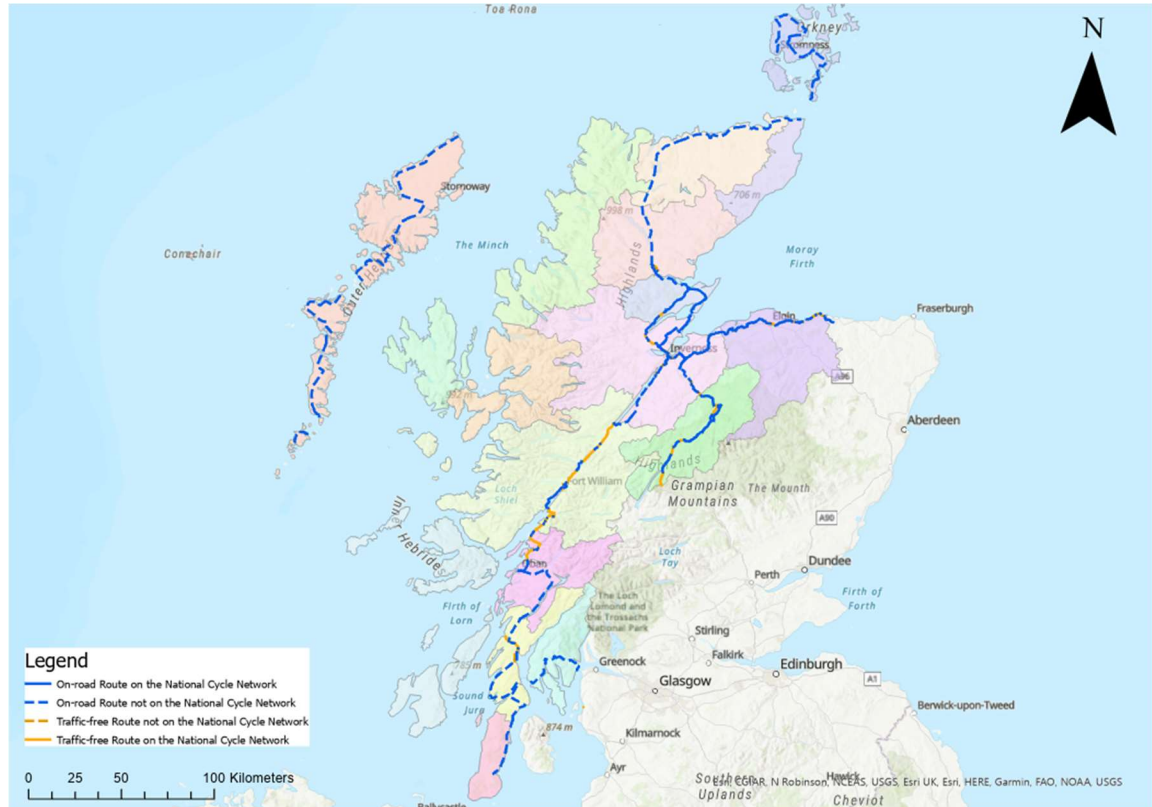 Toa Rona
N
Orkney
Stromness
Stornoway
706 m
998 m
Conachair
The Minch
Moray
Firth
Highlands
Outer
Fraserburgh
Elgin
Inverness
A96
Aberdeen
Highlands
Grampian
Mountains
The Mounth
Fort William
Loch
Shiel
Inner Hebrides
A90
Loch
Tay
Dundee
Oban
Perth
Firth of
Forth
The Loch
Lomond and
the Trossachs
National Park
Firth of
Lorn
Stirling
Falkirk
Greenock
Edinburgh
A1
Glasgow
785 m
Sound of
Jura
Berwick-upon-Tweed
874 m
Kilmarnock
Ayr
Hawick
Southern
Uplands
Cheviot
Ballycastle
Legend
On-road Route on the National Cycle Network
On-road Route not on the National Cycle Network
Traffic-free Route not on the National Cycle Network
Traffic-free Route on the National Cycle Network
0 25 50 100 Kilometers
Esri, CGIAR, N Robinson, NCEAS, USGS, Esri UK, Esri, HERE, Garmin, FAO, NOAA, USGS